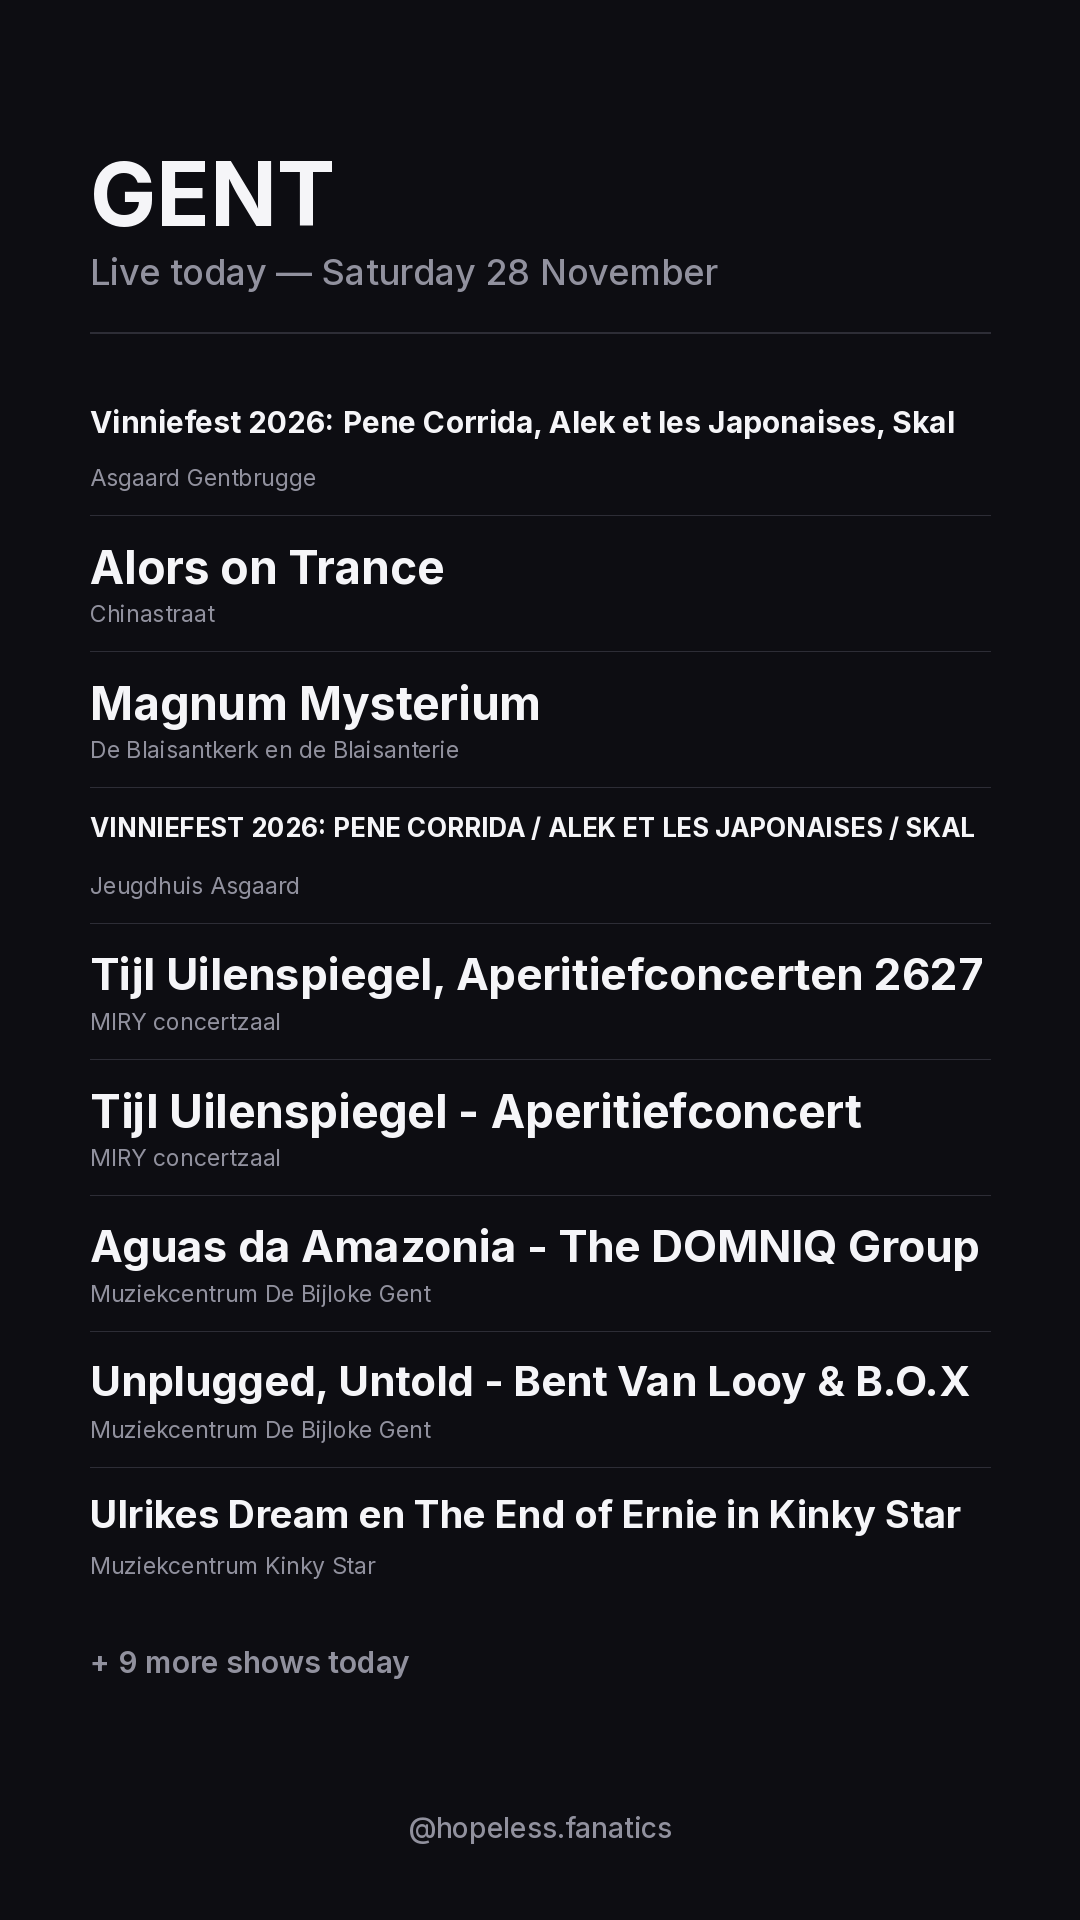 GENT
Live today — Saturday 28 November
Vinniefest 2026: Pene Corrida, Alek et les Japonaises, Skal
Asgaard Gentbrugge
Alors on Trance
Chinastraat
Magnum Mysterium
De Blaisantkerk en de Blaisanterie
VINNIEFEST 2026: PENE CORRIDA / ALEK ET LES JAPONAISES / SKAL
Jeugdhuis Asgaard
Tijl Uilenspiegel, Aperitiefconcerten 2627
MIRY concertzaal
Tijl Uilenspiegel - Aperitiefconcert
MIRY concertzaal
Aguas da Amazonia - The DOMNIQ Group
Muziekcentrum De Bijloke Gent
Unplugged, Untold - Bent Van Looy & B.O.X
Muziekcentrum De Bijloke Gent
Ulrikes Dream en The End of Ernie in Kinky Star
Muziekcentrum Kinky Star
+ 9 more shows today
@hopeless.fanatics